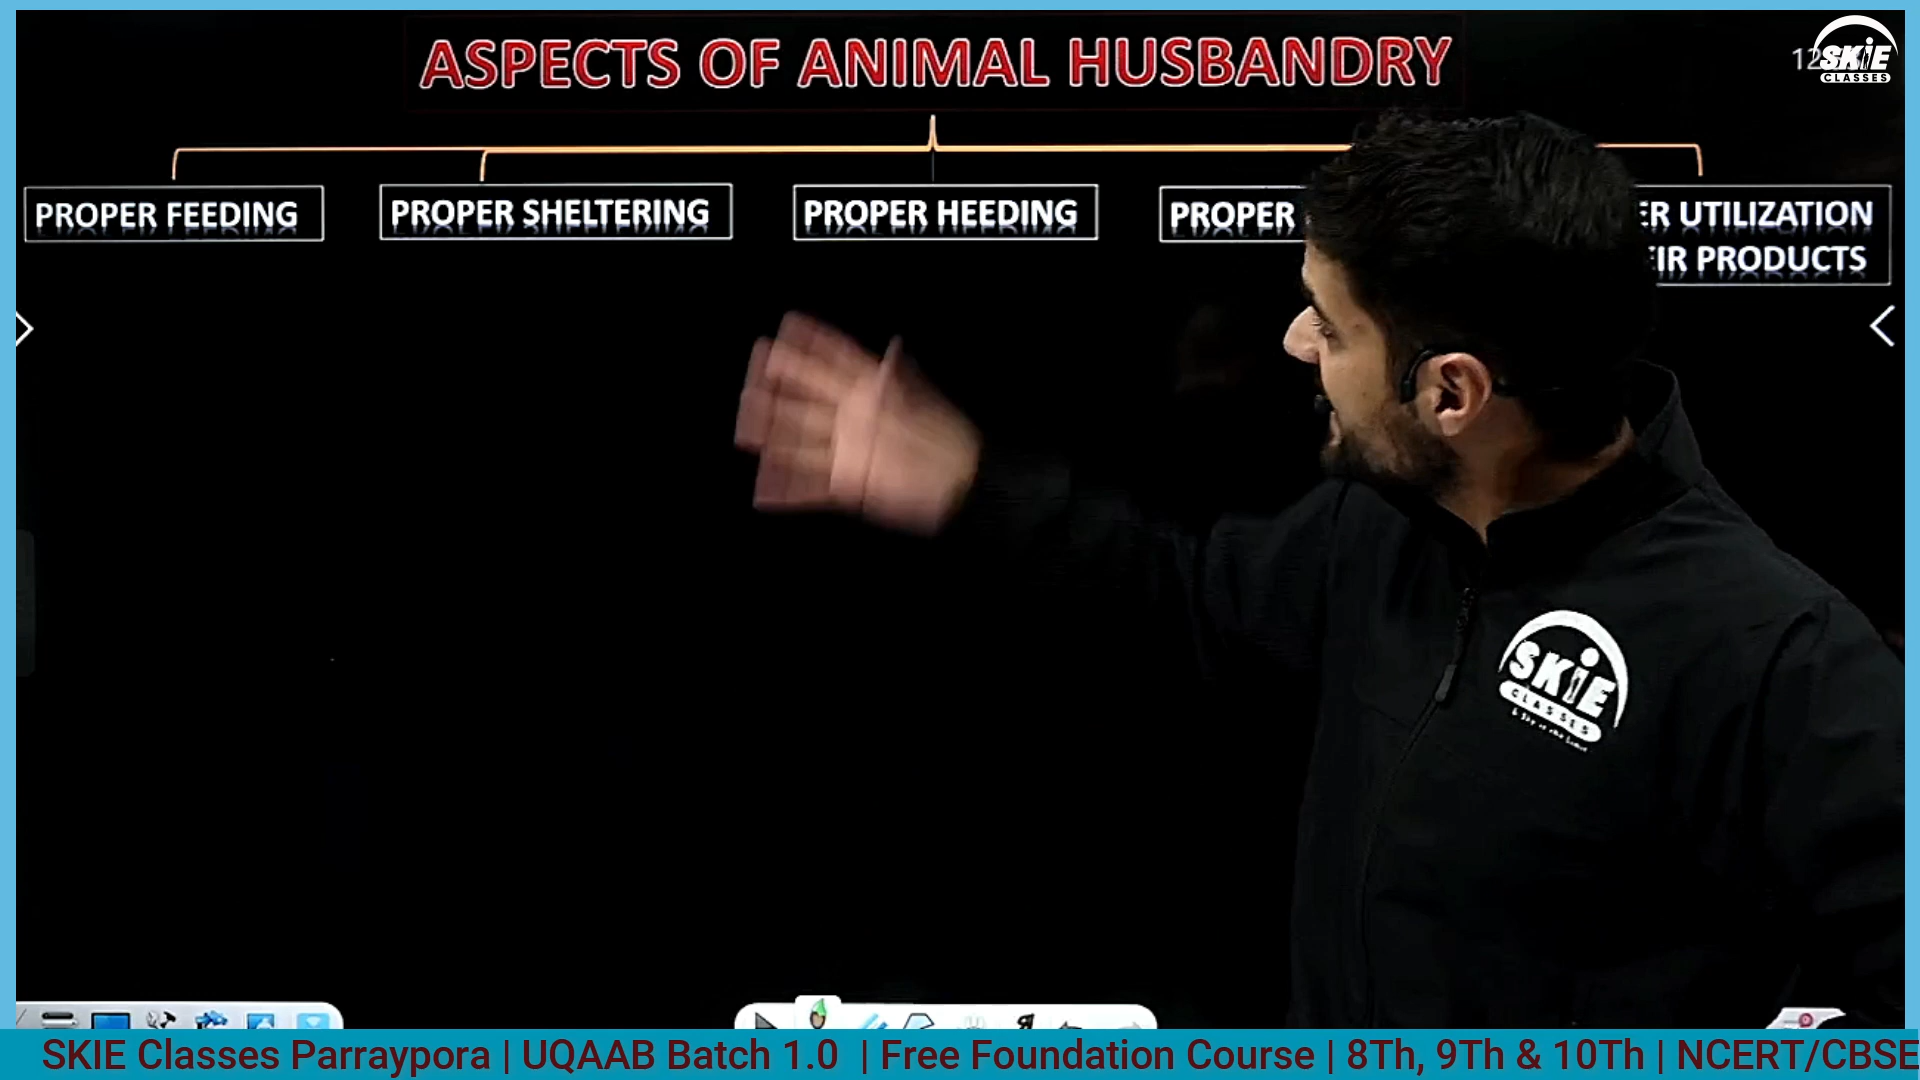 ASPECTS OF ANIMAL HUSBANDRY
SKiE
CLASSES
PROPER FEEDING
PROPER SHELTERING
PROPER HEEDING
PROPER
ER UTILIZATION
EIR PRODUCTS
SKiE
CLASSES
SKIE Classes Parraypora | UQAAB Batch 1.0 | Free Foundation Course | 8Th, 9Th & 10Th | NCERT/CBSE